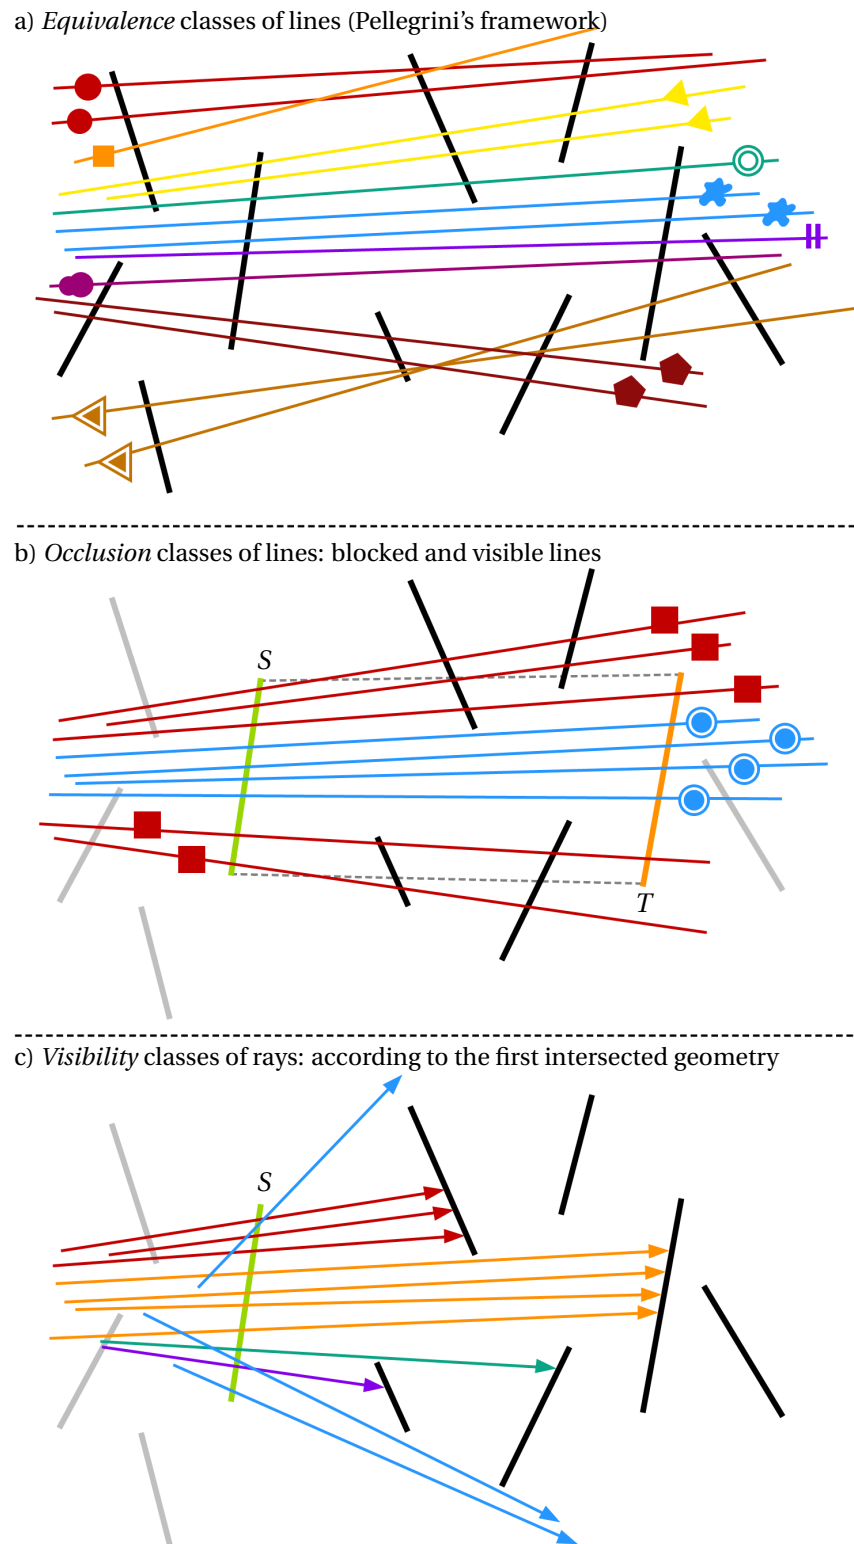 a) Equivalence classes of lines (Pellegrini's framework)
b) Occlusion classes of lines: blocked and visible lines
S
T
c) Visibility classes of rays: according to the first intersected geometry
S